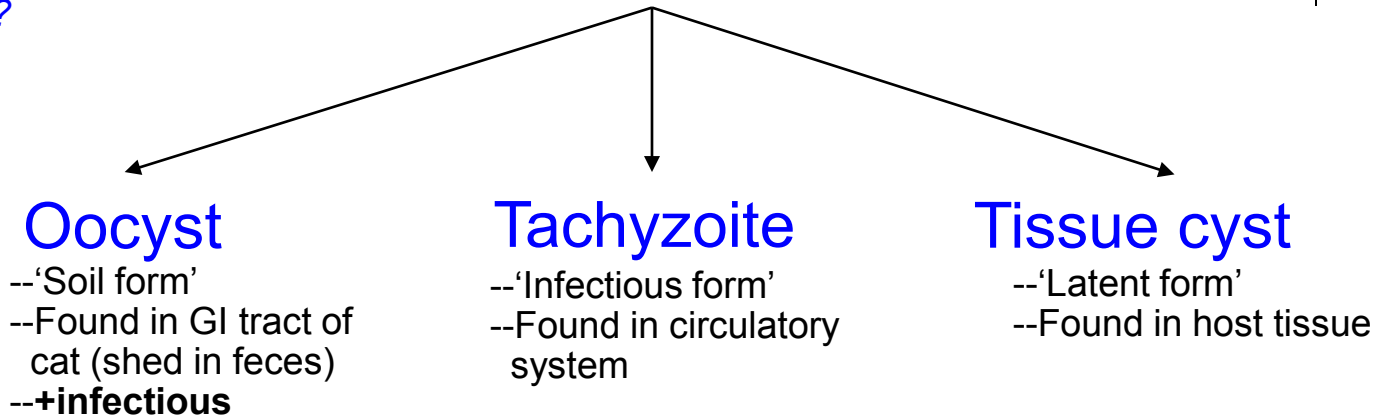 ?
Oocyst
--‘Soil form’
--Found in GI tract of
cat (shed in feces)
--+infectious
Tachyzoite
--‘Infectious form’
--Found in circulatory
system
Tissue cyst
--‘Latent form’
--Found in host tissue